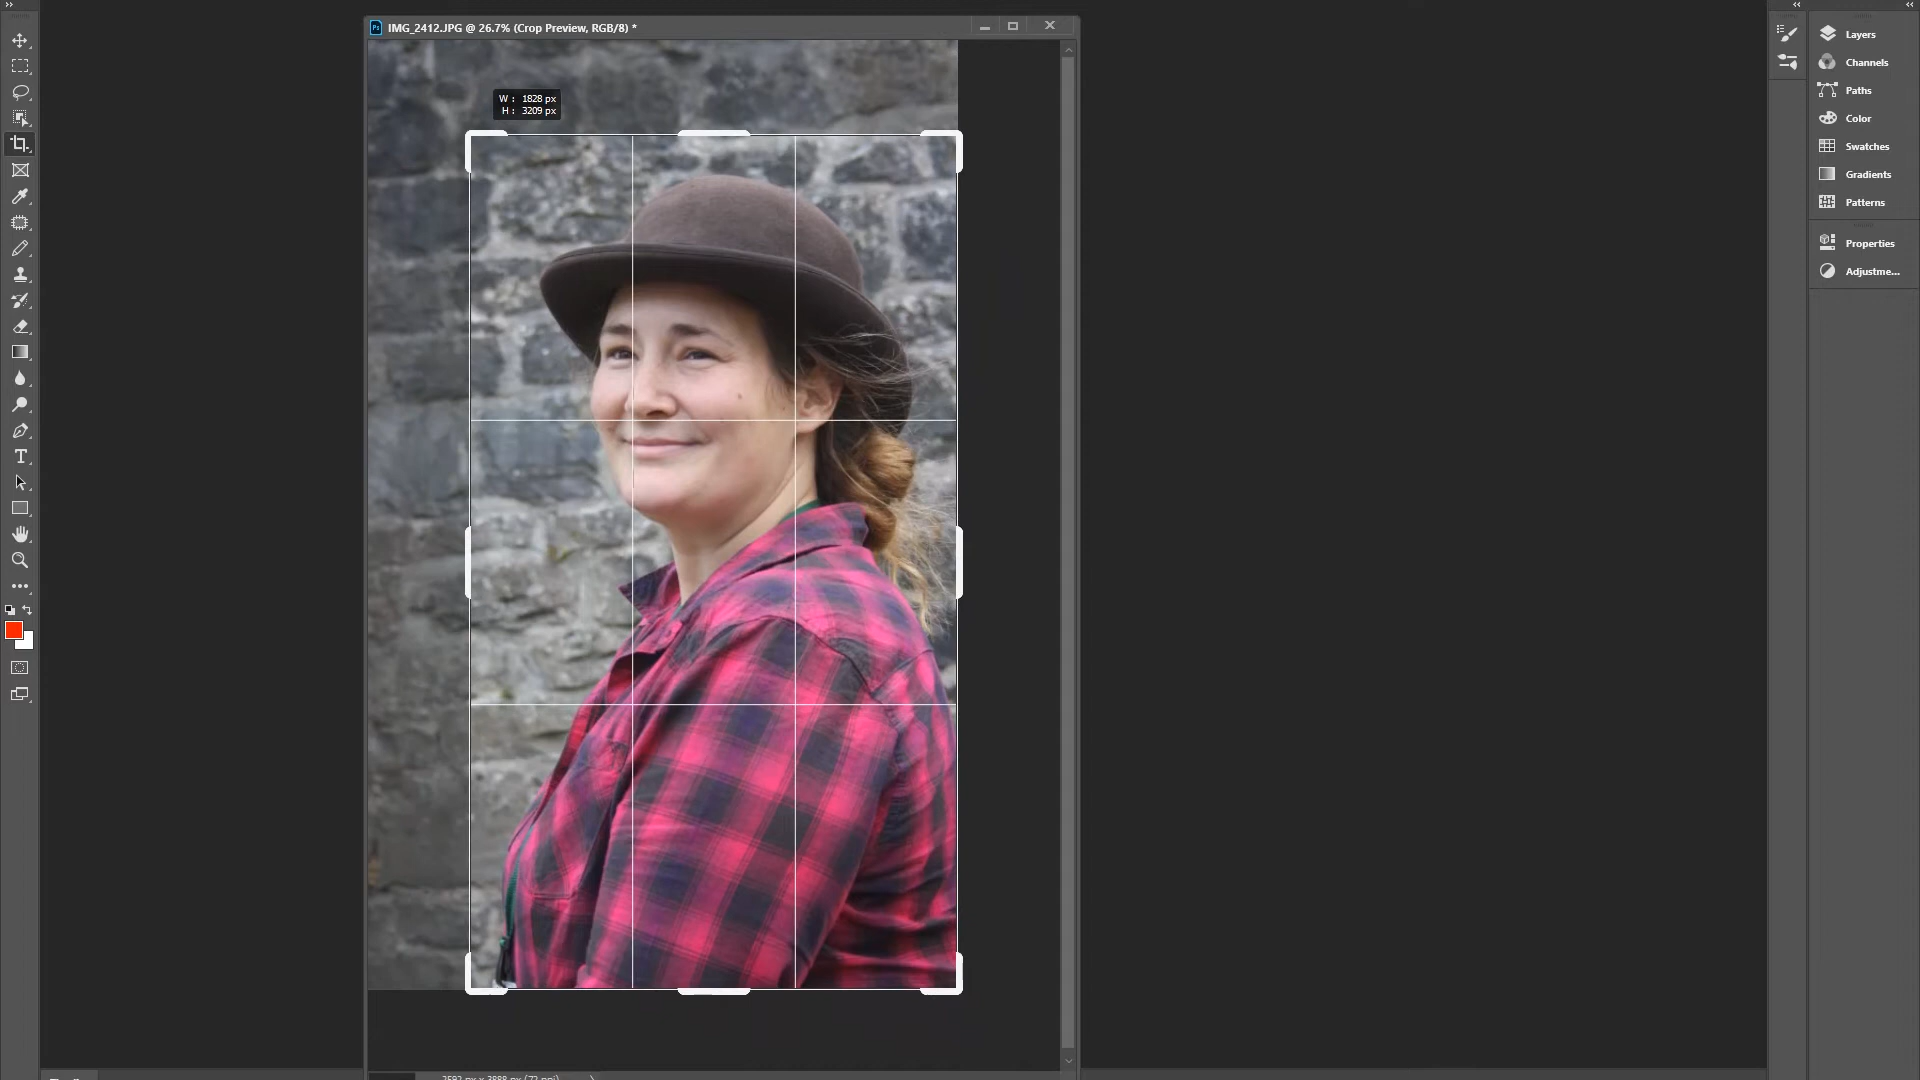 Ps
IMG_2412.JPG @ 26.7% (Crop Preview, RGB/8) *
W : 1828 px
H : 3209 px
Layers
Channels
Paths
Color
Swatches
Gradients
Patterns
Properties
Adjustme...